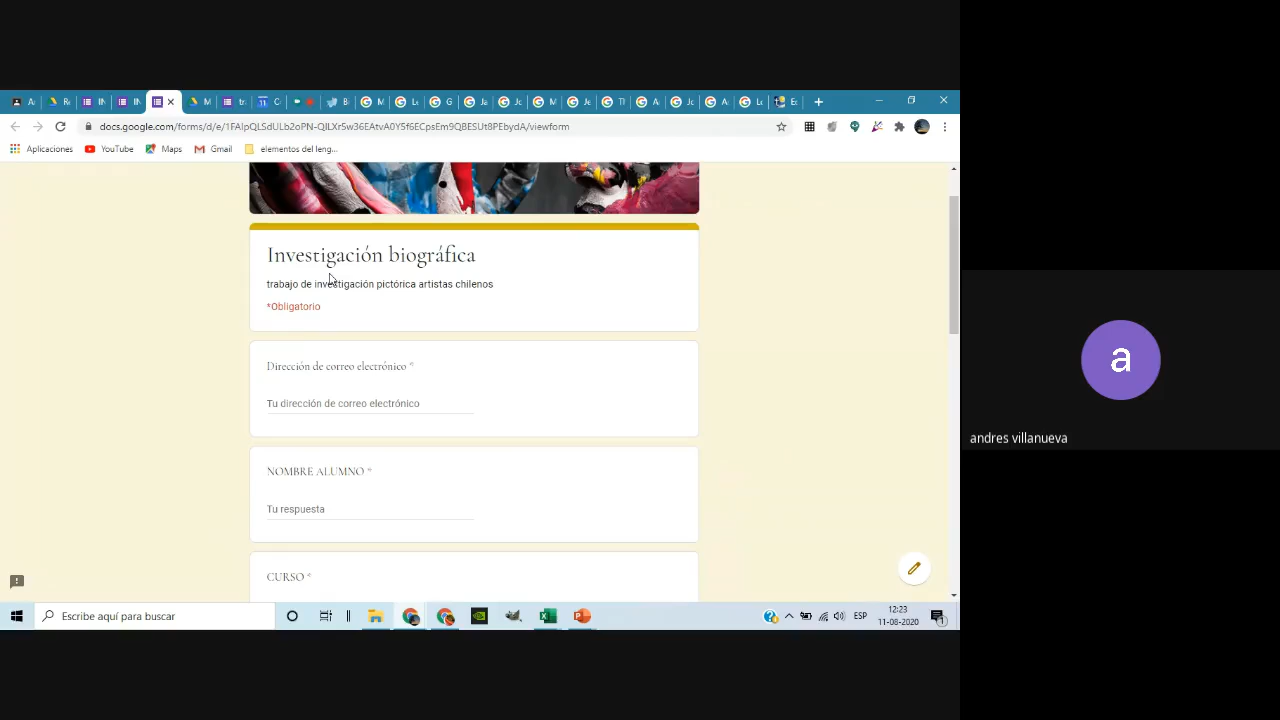 docs.google.com/forms/d/e/1FAIpQLSdULb2oPN-QILXr5w36EAtvA0Y5f6ECpsEm9QBESUt8PEbydA/viewform
Aplicaciones YouTube Maps Gmail elementos del leng...
Investigación biográfica
trabajo de investigación pictórica artistas chilenos
*Obligatorio
Dirección de correo electrónico *
Tu dirección de correo electrónico
a
andres villanueva
NOMBRE ALUMNO *
Tu respuesta
CURSO *
Escribe aquí para buscar
ESP
12:23
11-08-2020